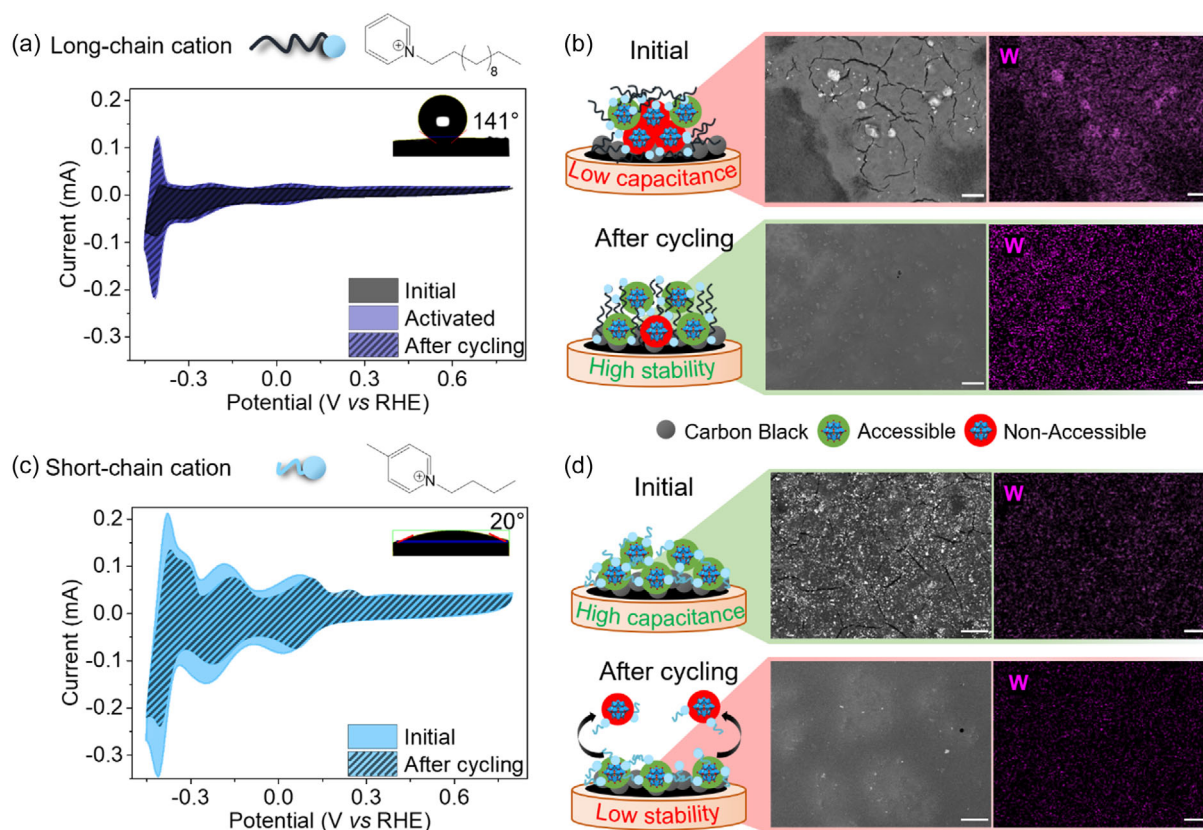 (a) Long-chain cation
N
+
8
0.2
0.1
0.0
-0.1
-0.2
-0.3
-0.3
0.0
0.3
0.6
Current (mA)
Potential (V vs RHE)
141°
Initial
Activated
After cycling
(b)
Initial
Low capacitance
W
After cycling
High stability
W
Carbon Black
Accessible
Non-Accessible
(c) Short-chain cation
N
+
0.2
0.1
0.0
-0.1
-0.2
-0.3
-0.3
0.0
0.3
0.6
Current (mA)
Potential (V vs RHE)
20°
Initial
After cycling
(d)
Initial
High capacitance
After cycling
Low stability
W